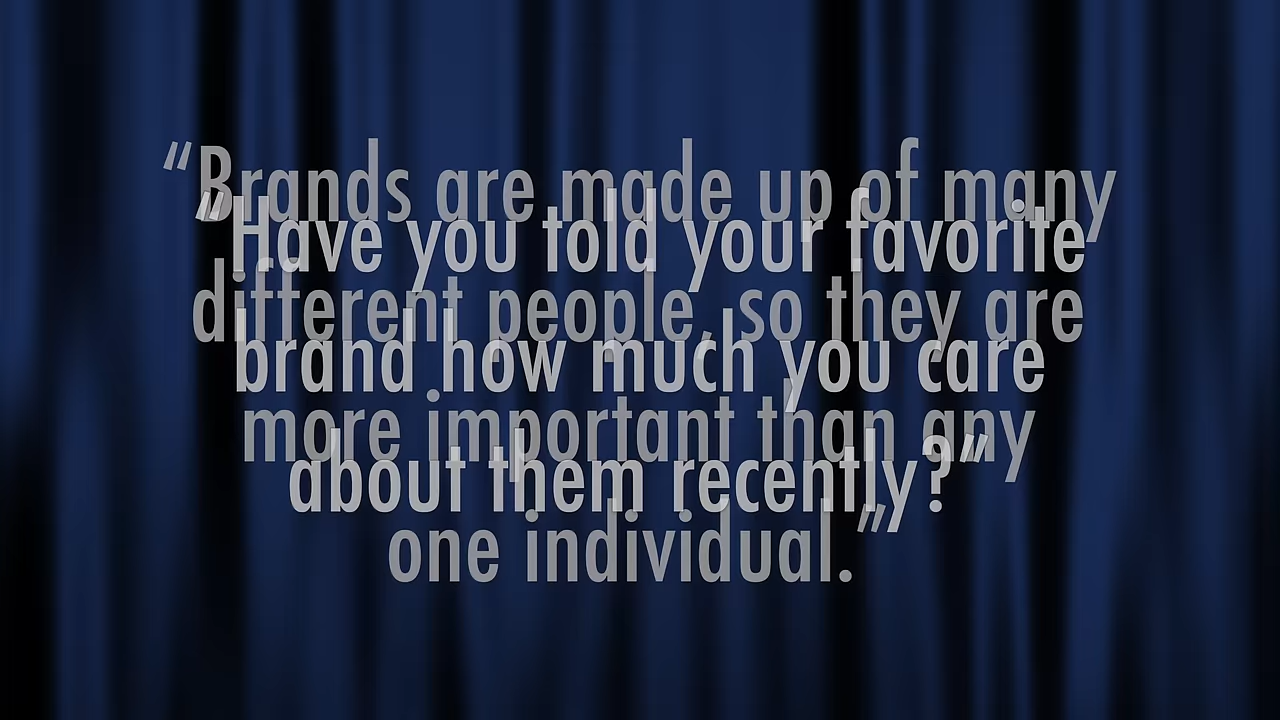 “Brands are made up of many
different people, so they are
more important than any
one individual.”
“Have you told your favorite
brand how much you care
about them recently?”